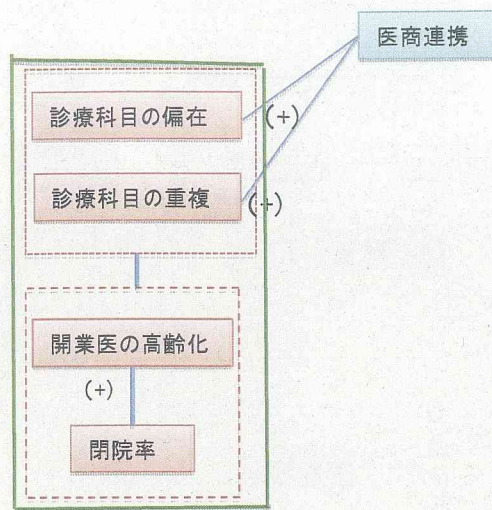 医商連携
診療科目の偏在
(+)
診療科目の重複
(+)
開業医の高齢化
(+)
閉院率